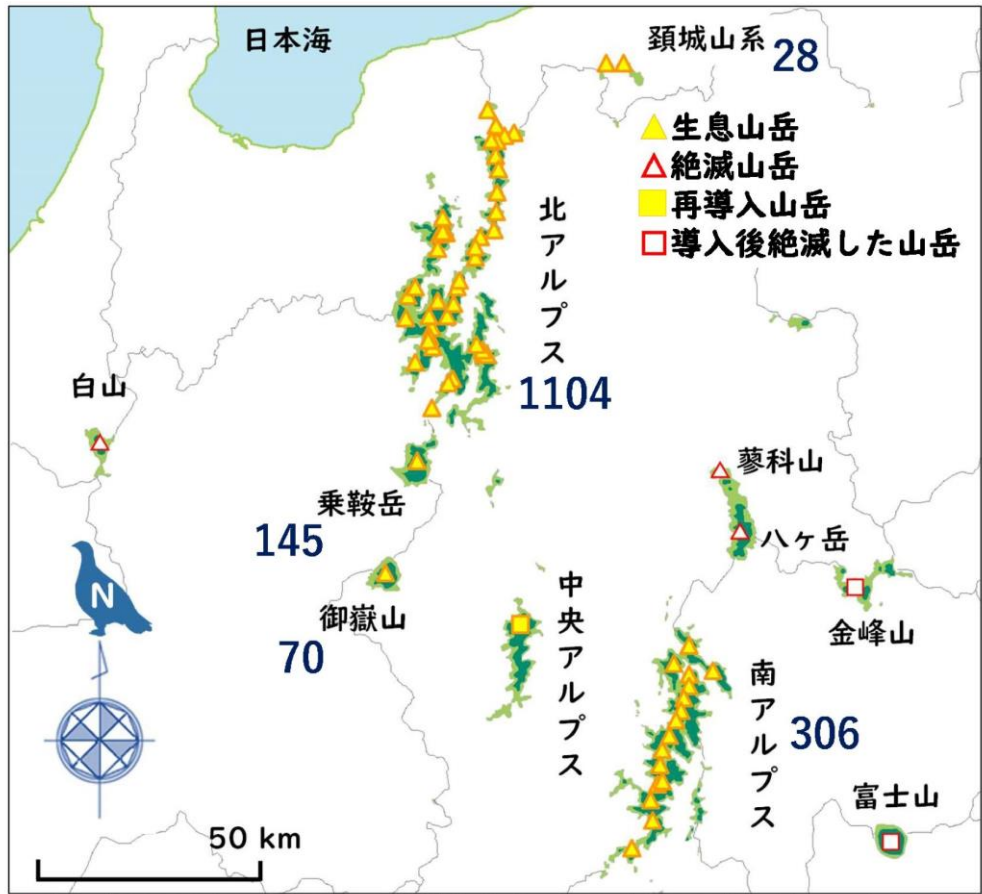 日本海
頚城山系
28
生息山岳
絶滅山岳
再導入山岳
導入後絶滅した山岳
北アルプス
1104
白山
乗鞍岳
145
御嶽山
70
蓼科山
八ヶ岳
金峰山
中央アルプス
南アルプス
306
富士山
N
50 km